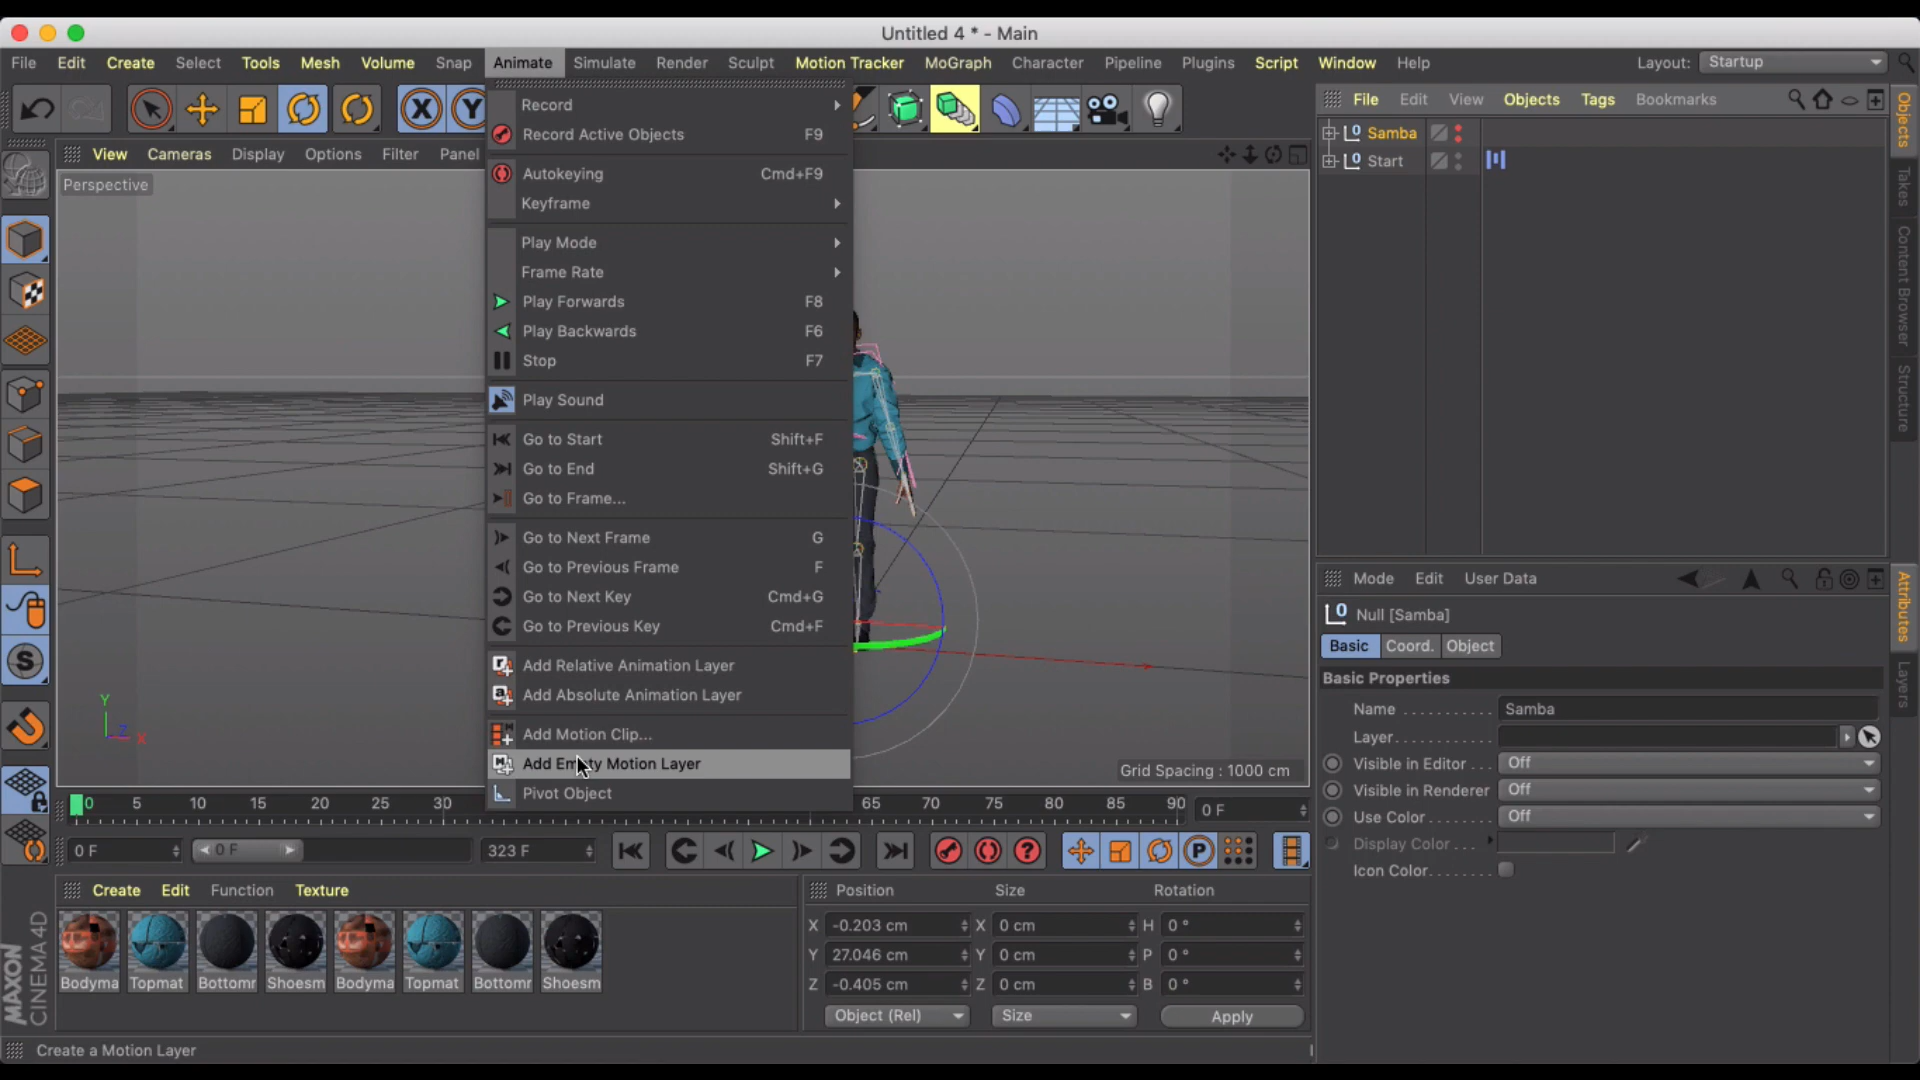 Untitled 4 * - Main
File Edit Create Select Tools Mesh Volume Snap Animate Simulate Render Sculpt Motion Tracker MoGraph Character Pipeline Plugins Script Window Help Layout: Startup
X Y
View Cameras Display Options Filter Panel
Perspective
Record
Record Active Objects F9
Autokeying Cmd+F9
Keyframe
Play Mode
Frame Rate
Play Forwards F8
Play Backwards F6
Stop F7
Play Sound
Go to Start Shift+F
Go to End Shift+G
Go to Frame...
Go to Next Frame G
Go to Previous Frame F
Go to Next Key Cmd+G
Go to Previous Key Cmd+F
Add Relative Animation Layer
Add Absolute Animation Layer
Add Motion Clip...
Add Empty Motion Layer
Pivot Object
Y Z X
Grid Spacing : 1000 cm
0 5 10 15 20 25 30 65 70 75 80 85 90 0 F
0 F 0 F 323 F
Create Edit Function Texture
Bodyma Topmat Bottomr Shoesm Bodyma Topmat Bottomr Shoesm
MAXON
CINEMA 4D
Position Size Rotation
X -0.203 cm X 0 cm H 0 °
Y 27.046 cm Y 0 cm P 0 °
Z -0.405 cm Z 0 cm B 0 °
Object (Rel) Size Apply
Create a Motion Layer
File Edit View Objects Tags Bookmarks
Samba
Start
Objects
Takes
Content Browser
Structure
Mode Edit User Data
Null [Samba]
Basic Coord. Object
Basic Properties
Name Samba
Layer
Visible in Editor Off
Visible in Renderer Off
Use Color Off
Display Color
Icon Color
Attributes
Layers